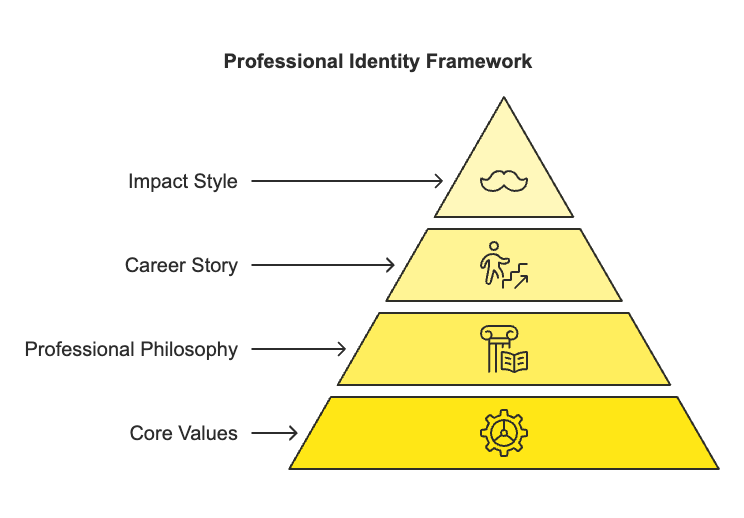 Professional Identity Framework
Impact Style
Career Story
Professional Philosophy
Core Values